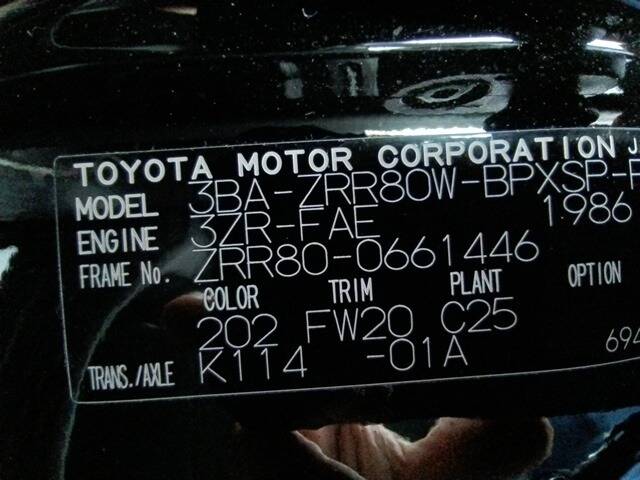 TOYOTA MOTOR CORPORATION J
MODEL 3BA-ZRR80W-BPXSP-
ENGINE 3ZR-FAE 1986
FRAME No. ZRR80-0661446
COLOR TRIM PLANT OPTION
202 FW20 C25
TRANS./AXLE K114 -01A 694